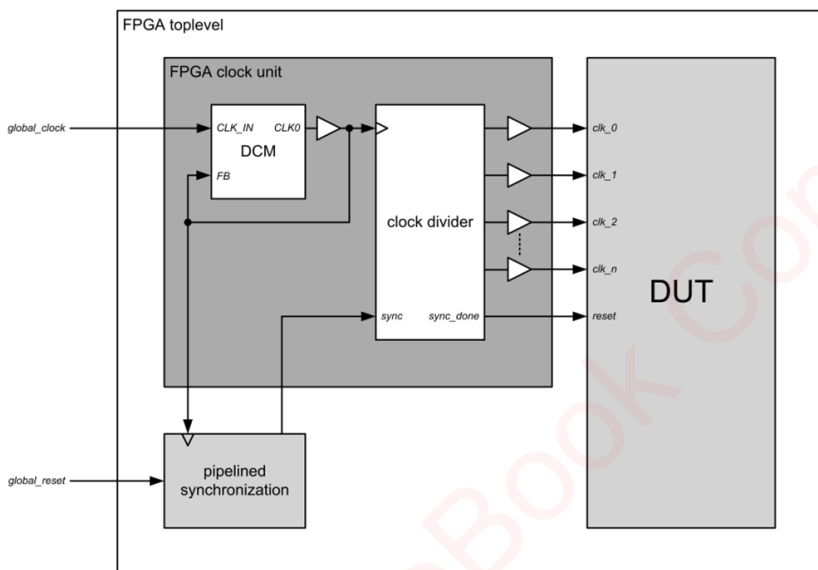 FPGA toplevel
FPGA clock unit
global_clock
CLK_IN
CLK0
DCM
FB
clock divider
sync
sync_done
clk_0
clk_1
clk_2
clk_n
reset
DUT
global_reset
pipelined
synchronization